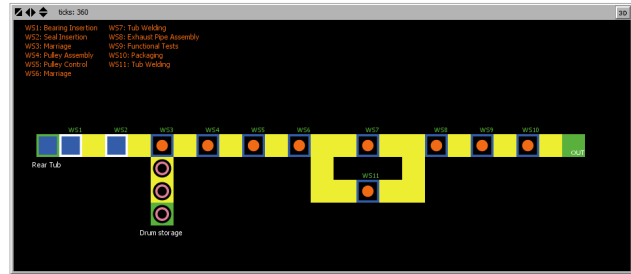 ticks: 360
3D
WS1: Bearing Insertion
WS2: Seal Insertion
WS3: Marriage
WS4: Pulley Assembly
WS5: Pulley Control
WS6: Marriage
WS7: Tub Welding
WS8: Exhaust Pipe Assembly
WS9: Functional Tests
WS10: Packaging
WS11: Tub Welding
WS1 WS2 WS3 WS4 WS5 WS6 WS7 WS8 WS9 WS10
OUT
Rear Tub
WS11
Drum storage